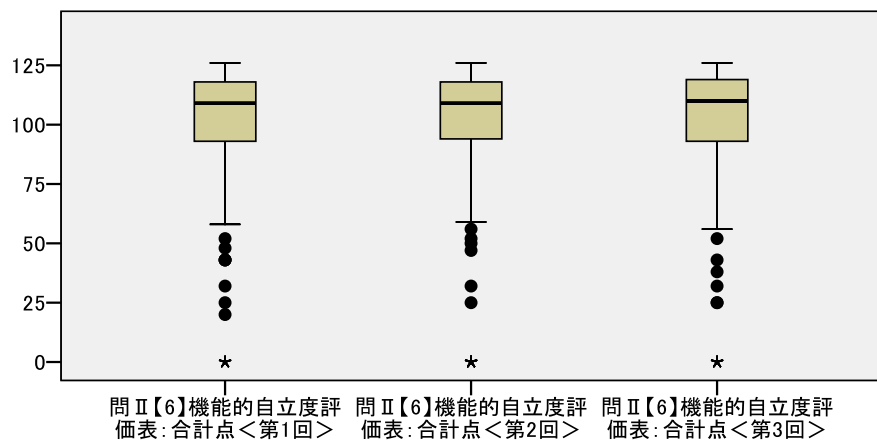 125
100
75
50
25
0
問Ⅱ【6】機能的自立度評
価表:合計点<第1回>
問Ⅱ【6】機能的自立度評
価表:合計点<第2回>
問Ⅱ【6】機能的自立度評
価表:合計点<第3回>